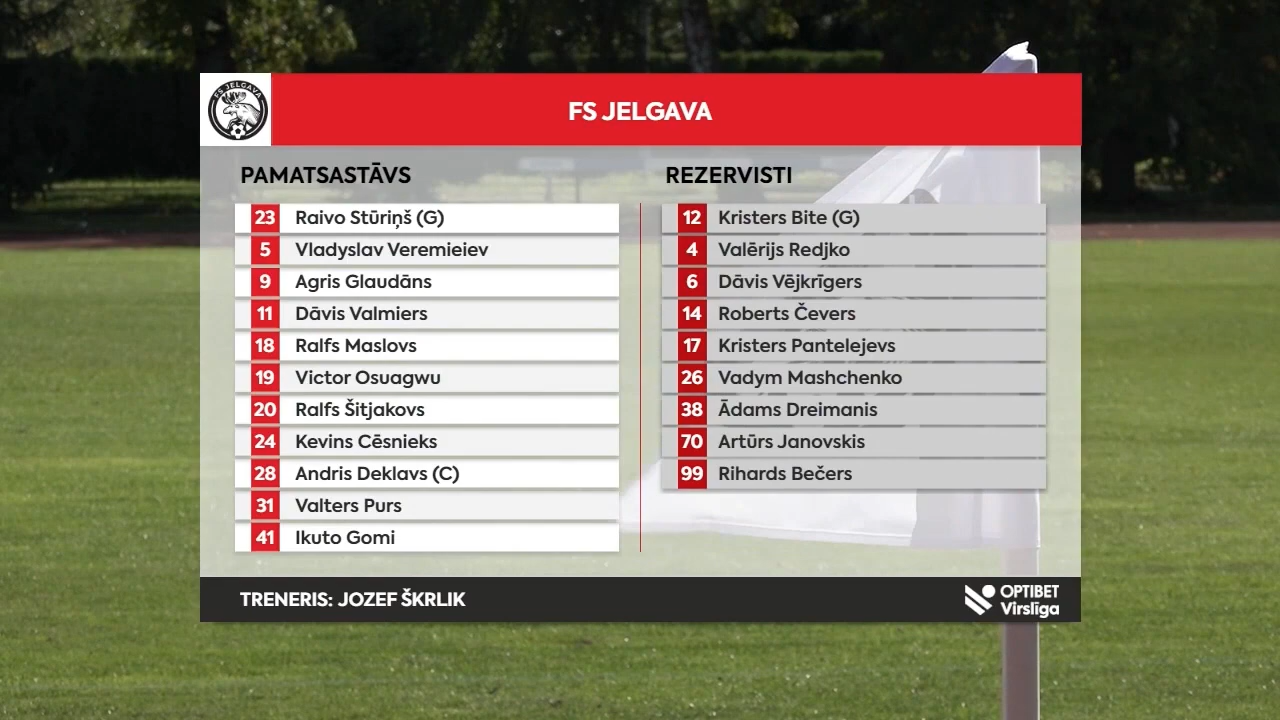 FS JELGAVA
FS JELGAVA
PAMATSASTĀVS
23 Raivo Stūriņš (G)
5 Vladyslav Veremieiev
9 Agris Glaudāns
11 Dāvis Valmiers
18 Ralfs Maslovs
19 Victor Osuagwu
20 Ralfs Šitjakovs
24 Kevins Cēsnieks
28 Andris Deklavs (C)
31 Valters Purs
41 Ikuto Gomi
REZERVISTI
12 Kristers Bite (G)
4 Valērijs Redjko
6 Dāvis Vējkrīgers
14 Roberts Čevers
17 Kristers Pantelejevs
26 Vadym Mashchenko
38 Ādams Dreimanis
70 Artūrs Janovskis
99 Rihards Bečers
TRENERIS: JOZEF ŠKRLIK
OPTIBET
Virslīga